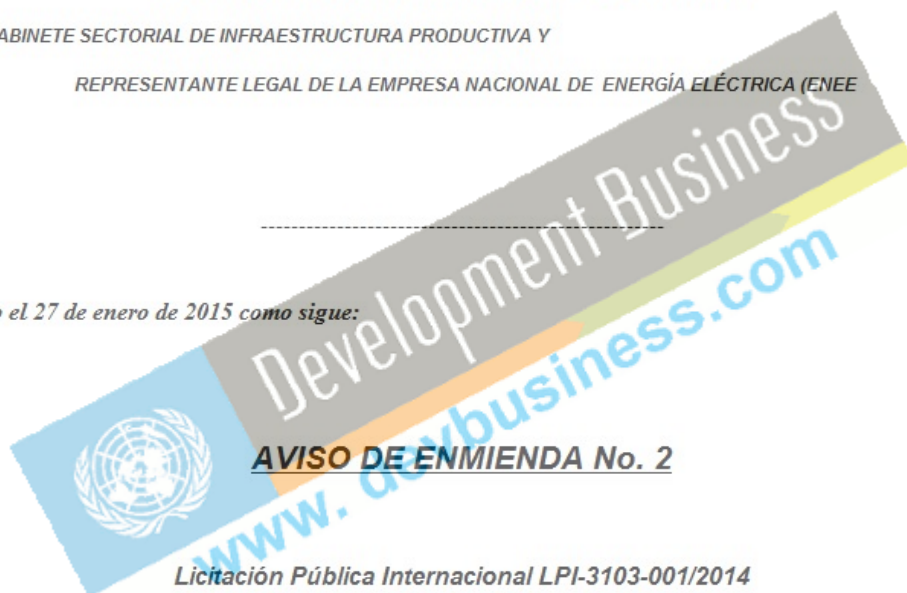 ABINETE SECTORIAL DE INFRAESTRUCTURA PRODUCTIVA Y
REPRESENTANTE LEGAL DE LA EMPRESA NACIONAL DE ENERGÍA ELÉCTRICA (ENEE
------------------------------------------------------
o el 27 de enero de 2015 como sigue:
Development Business
www. devbusiness.com
AVISO DE ENMIENDA No. 2
Licitación Pública Internacional LPI-3103-001/2014